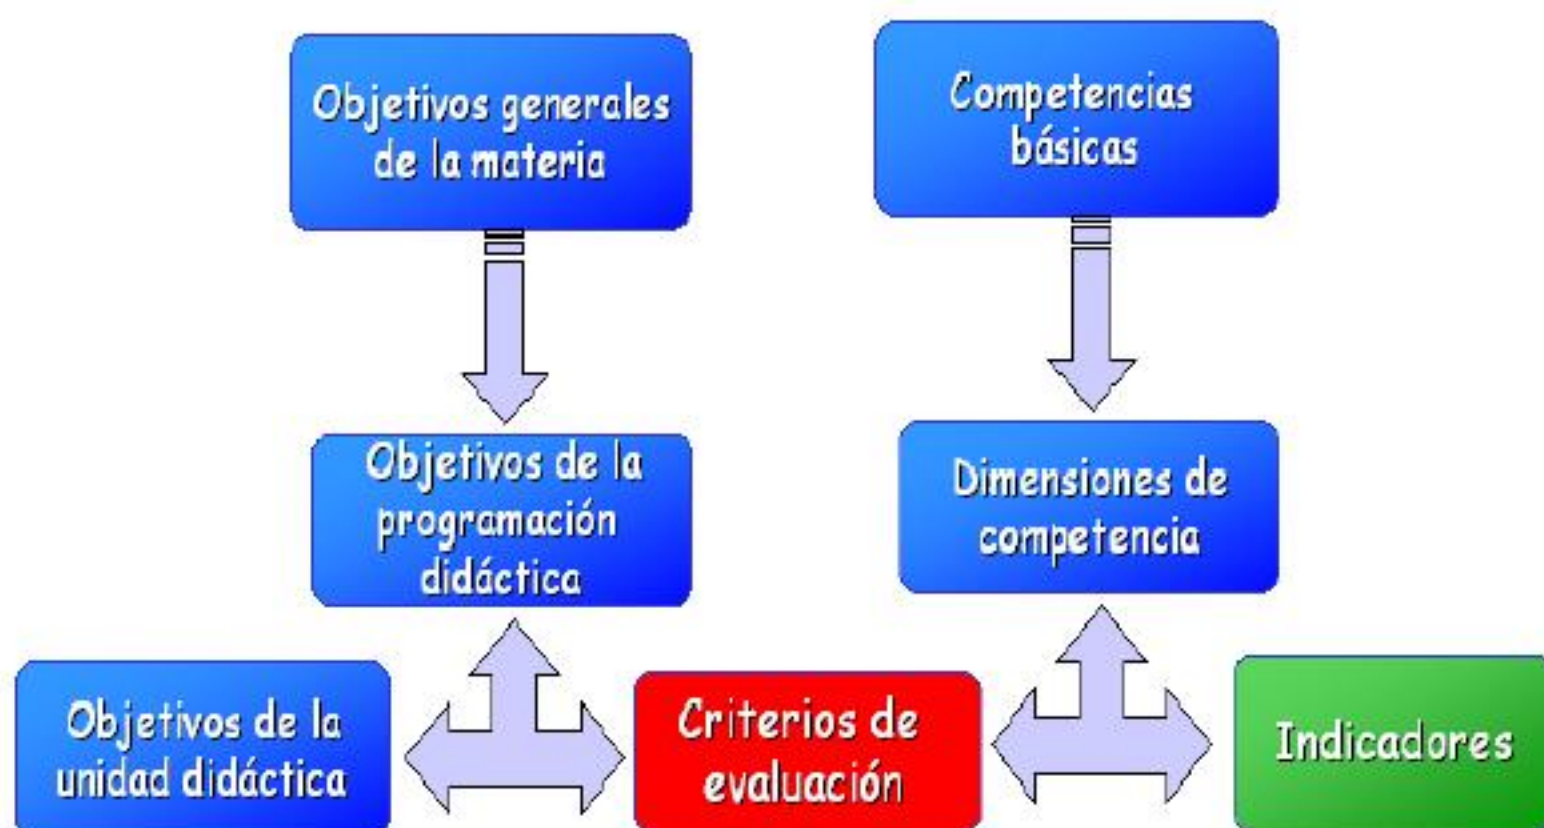 Objetivos generales
de la materia
Competencias
básicas
Objetivos de la
programación
didáctica
Dimensiones de
competencia
Objetivos de la
unidad didáctica
Criterios de
evaluación
Indicadores